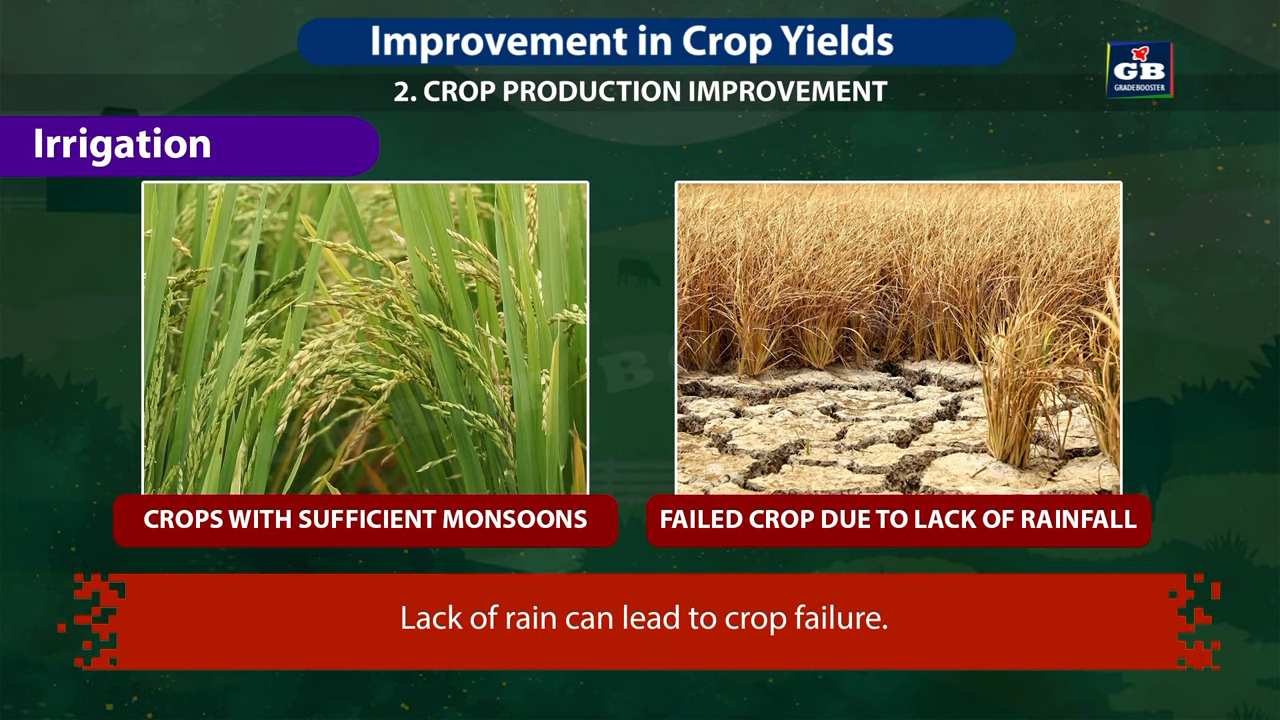 Improvement in Crop Yields
2. CROP PRODUCTION IMPROVEMENT
GB
GRADEBOOSTER
Irrigation
CROPS WITH SUFFICIENT MONSOONS
FAILED CROP DUE TO LACK OF RAINFALL
Lack of rain can lead to crop failure.